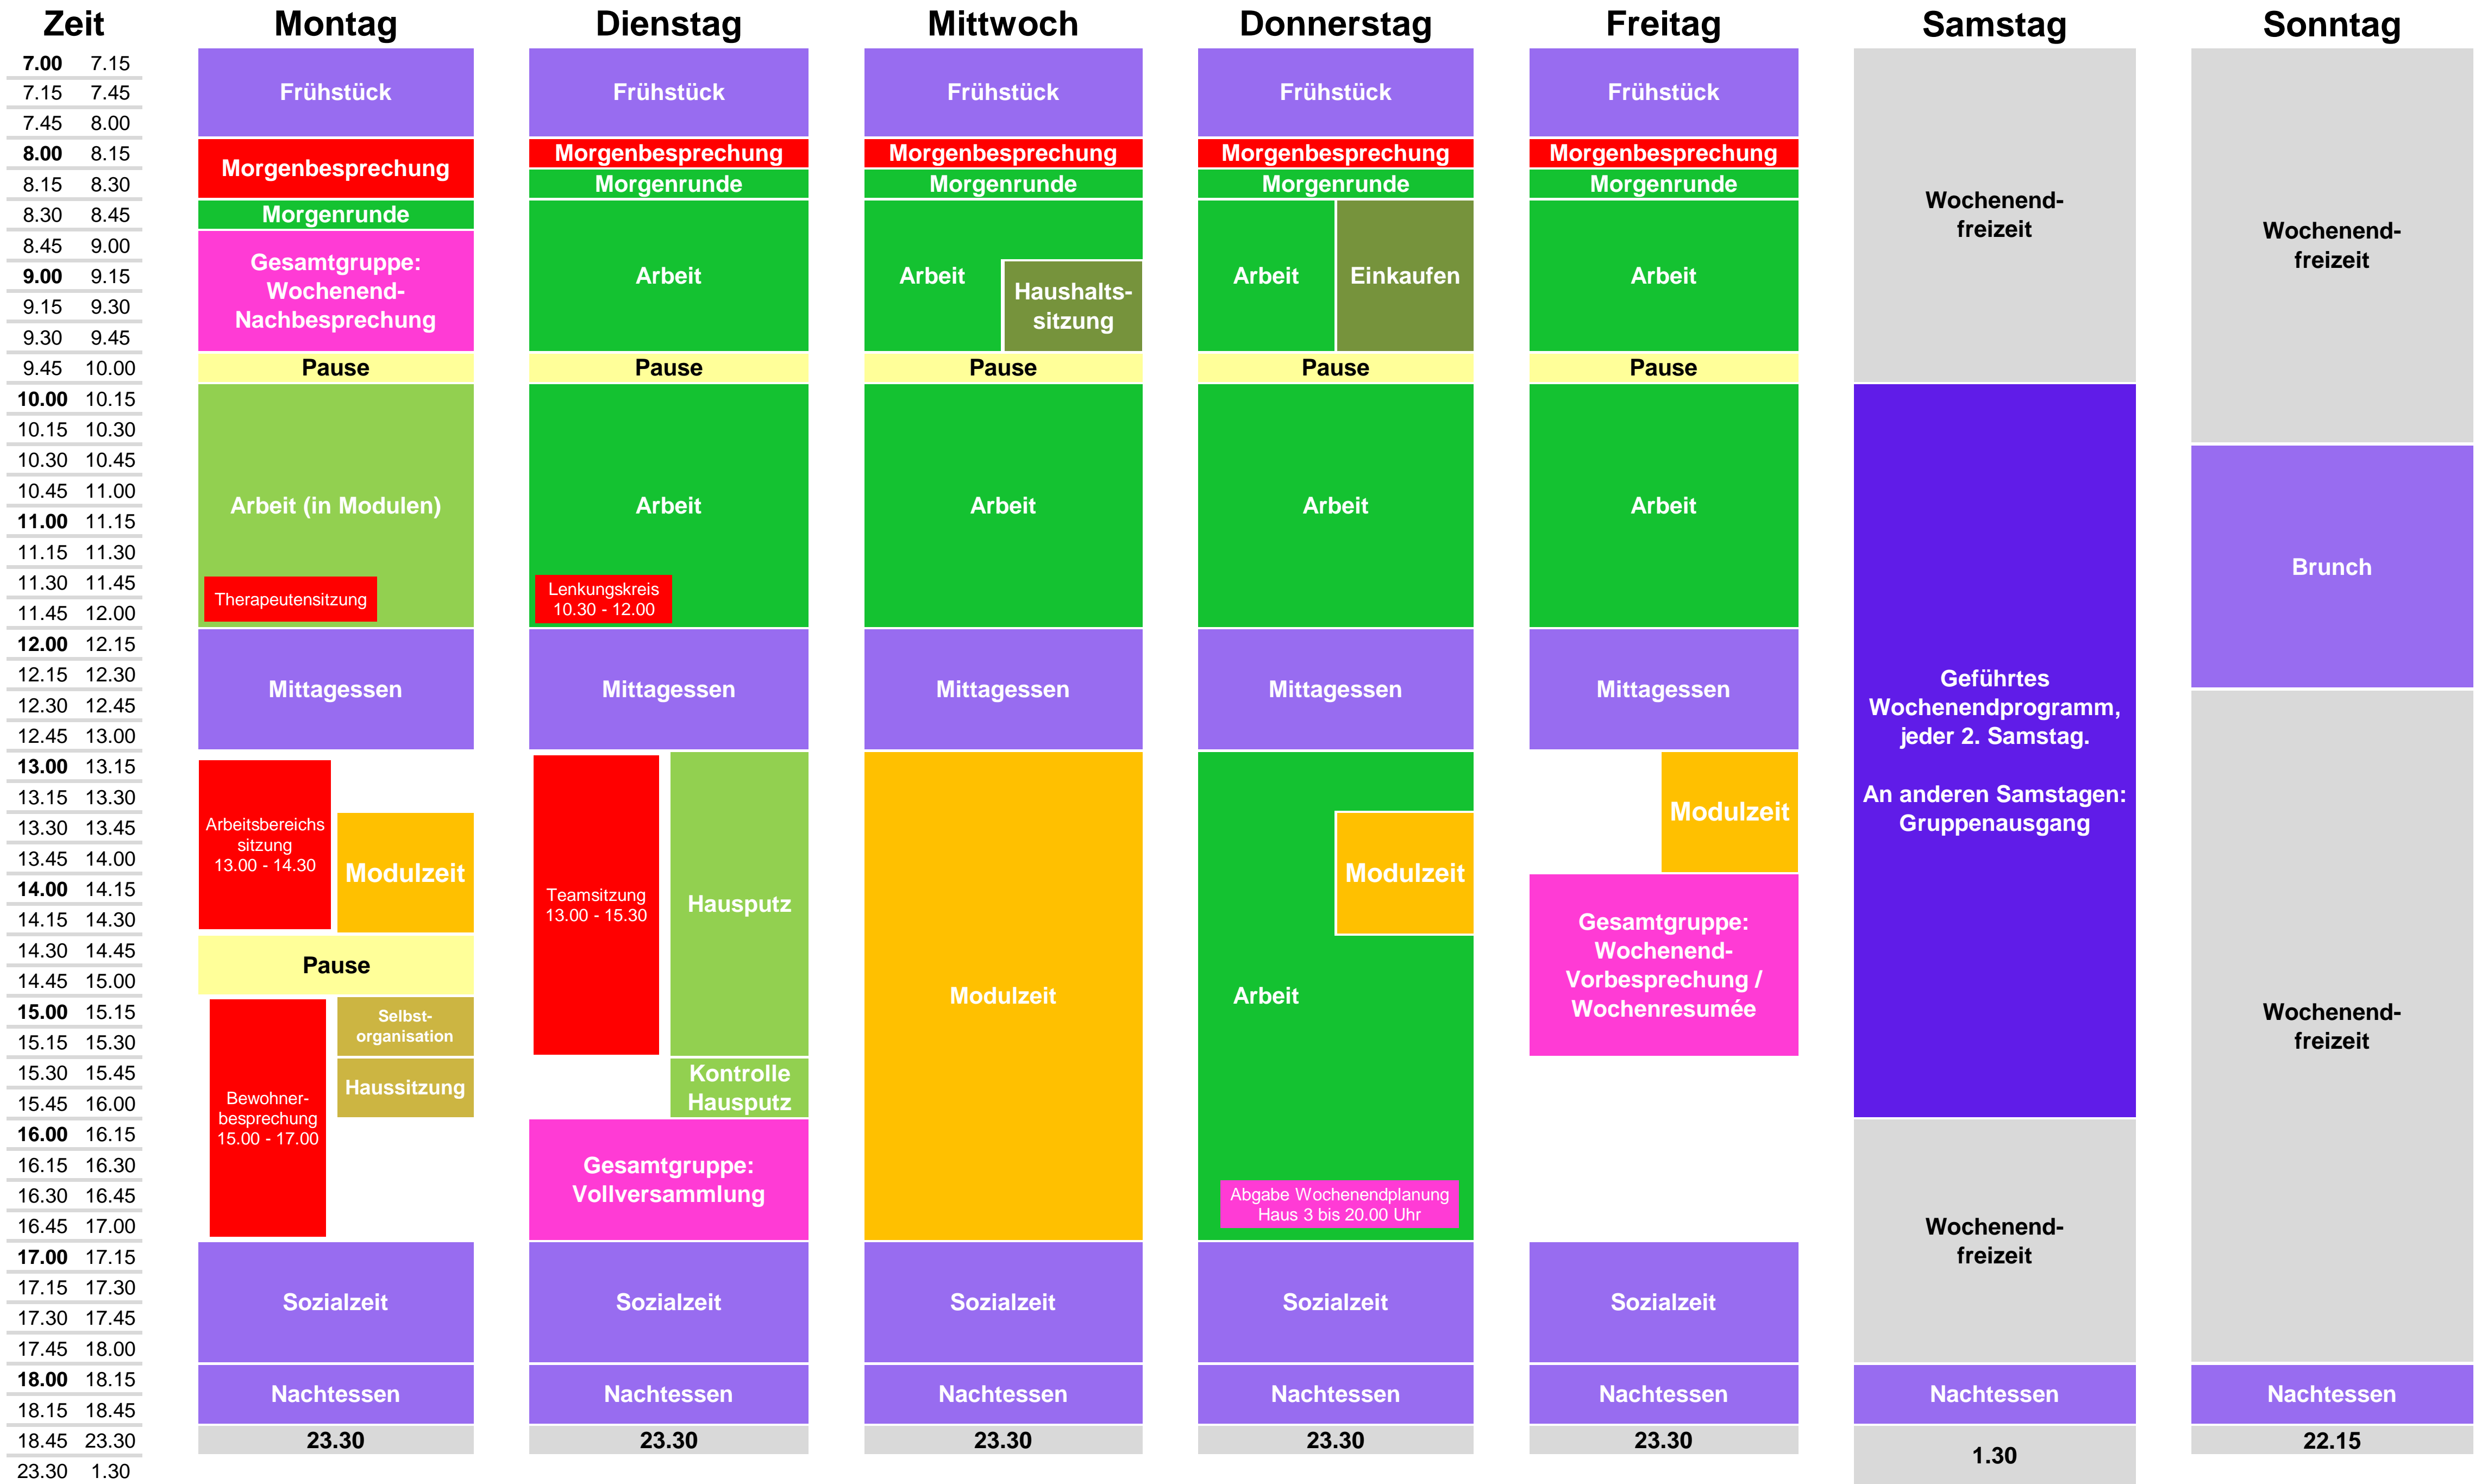 Zeit
7.00 7.15
7.15 7.45
7.45 8.00
8.00 8.15
8.15 8.30
8.30 8.45
8.45 9.00
9.00 9.15
9.15 9.30
9.30 9.45
9.45 10.00
10.00 10.15
10.15 10.30
10.30 10.45
10.45 11.00
11.00 11.15
11.15 11.30
11.30 11.45
11.45 12.00
12.00 12.15
12.15 12.30
12.30 12.45
12.45 13.00
13.00 13.15
13.15 13.30
13.30 13.45
13.45 14.00
14.00 14.15
14.15 14.30
14.30 14.45
14.45 15.00
15.00 15.15
15.15 15.30
15.30 15.45
15.45 16.00
16.00 16.15
16.15 16.30
16.30 16.45
16.45 17.00
17.00 17.15
17.15 17.30
17.30 17.45
17.45 18.00
18.00 18.15
18.15 18.45
18.45 23.30
23.30 1.30
Montag
Frühstück
Morgenbesprechung
Morgenrunde
Gesamtgruppe:
Wochenend-
Nachbesprechung
Pause
Arbeit (in Modulen)
Therapeutensitzung
Mittagessen
Arbeitsbereichs
sitzung
13.00 - 14.30
Modulzeit
Pause
Bewohner-
besprechung
15.00 - 17.00
Selbst-
organisation
Haussitzung
Sozialzeit
Nachtessen
23.30
Dienstag
Frühstück
Morgenbesprechung
Morgenrunde
Arbeit
Pause
Arbeit
Lenkungskreis
10.30 - 12.00
Mittagessen
Teamsitzung
13.00 - 15.30
Hausputz
Kontrolle
Hausputz
Gesamtgruppe:
Vollversammlung
Sozialzeit
Nachtessen
23.30
Mittwoch
Frühstück
Morgenbesprechung
Morgenrunde
Arbeit
Haushalts-
sitzung
Pause
Arbeit
Mittagessen
Modulzeit
Sozialzeit
Nachtessen
23.30
Donnerstag
Frühstück
Morgenbesprechung
Morgenrunde
Arbeit
Einkaufen
Pause
Arbeit
Mittagessen
Modulzeit
Arbeit
Abgabe Wochenendplanung
Haus 3 bis 20.00 Uhr
Sozialzeit
Nachtessen
23.30
Freitag
Frühstück
Morgenbesprechung
Morgenrunde
Arbeit
Pause
Arbeit
Mittagessen
Modulzeit
Gesamtgruppe:
Wochenend-
Vorbesprechung /
Wochenresumée
Sozialzeit
Nachtessen
23.30
Samstag
Wochenend-
freizeit
Geführtes
Wochenendprogramm,
jeder 2. Samstag.
An anderen Samstagen:
Gruppenausgang
Wochenend-
freizeit
Nachtessen
1.30
Sonntag
Wochenend-
freizeit
Brunch
Wochenend-
freizeit
Nachtessen
22.15